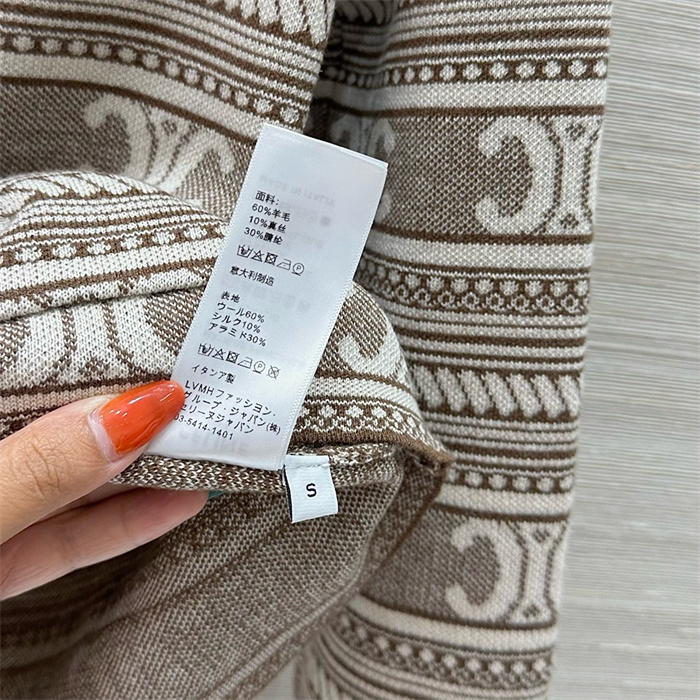 面料:
60%羊毛
10%真丝
30%腈纶
意大利制造
表地
ウール60%
シルク10%
アラミド30%
イタリア製
LVMHファッション・
グループ・ジャパン(株)
セリーヌジャパン
03-5414-1401
S